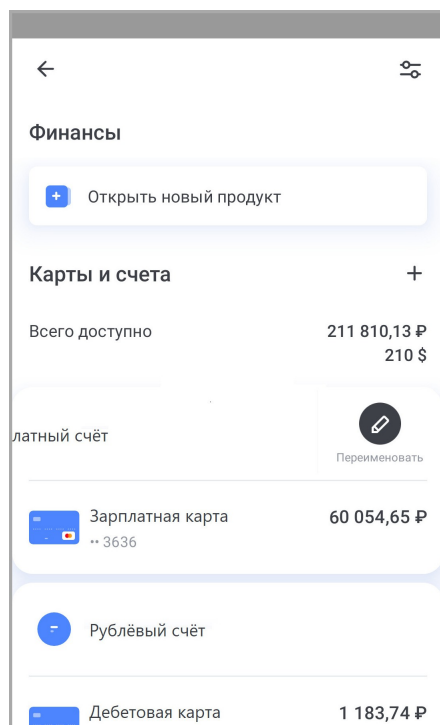 Финансы
Открыть новый продукт
Карты и счета
Всего доступно 211 810,13 ₽
210 $
латный счёт
Переименовать
Зарплатная карта 60 054,65 ₽
•• 3636
Рублёвый счёт
Дебетовая карта 1 183,74 ₽